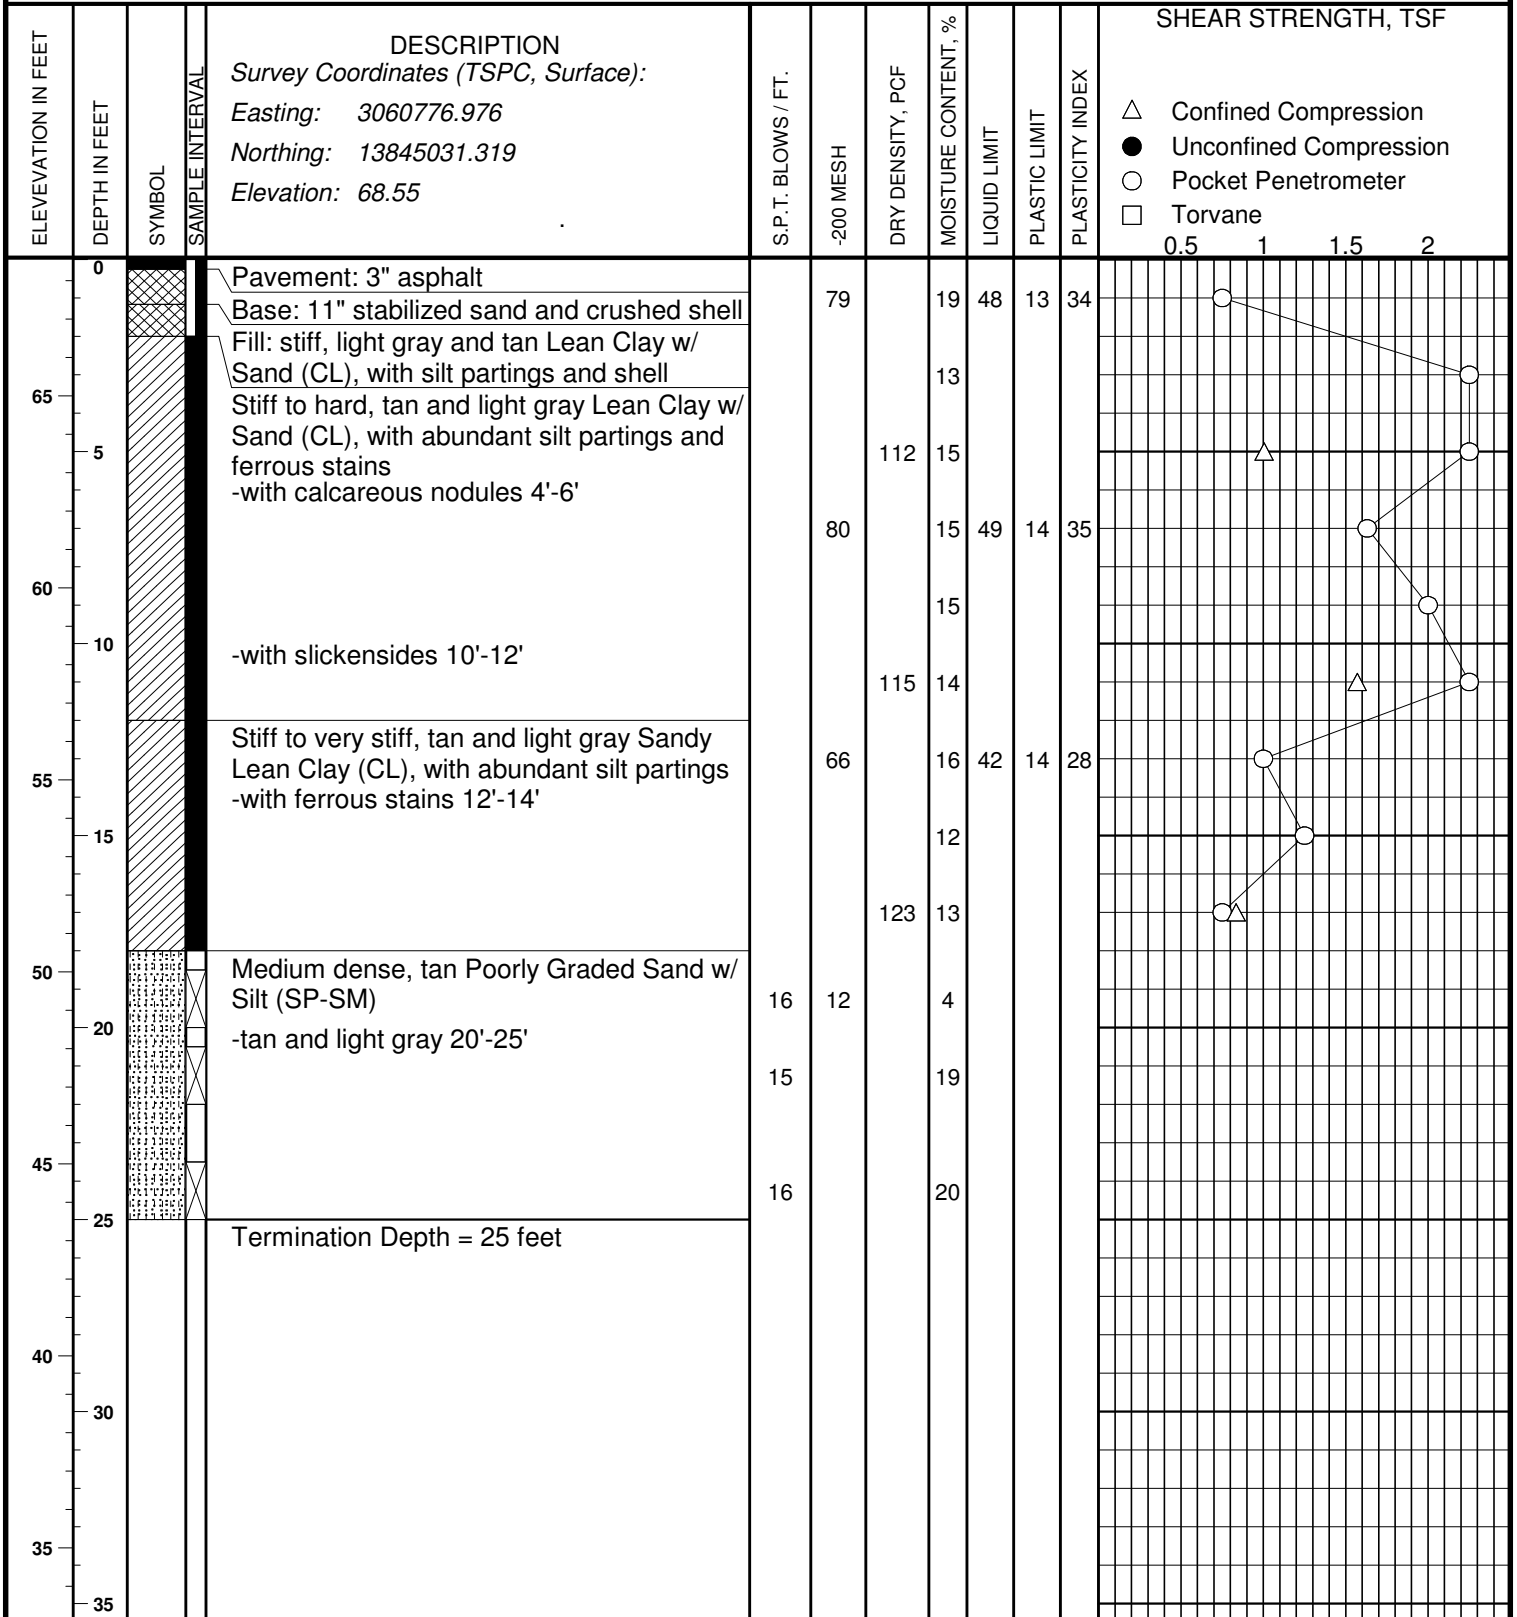 ELEVEVATION IN FEET
DEPTH IN FEET
SYMBOL
SAMPLE INTERVAL
DESCRIPTION
Survey Coordinates (TSPC, Surface):
Easting: 3060776.976
Northing: 13845031.319
Elevation: 68.55
.
S.P.T. BLOWS / FT.
-200 MESH
DRY DENSITY, PCF
MOISTURE CONTENT, %
LIQUID LIMIT
PLASTIC LIMIT
PLASTICITY INDEX
SHEAR STRENGTH, TSF
Confined Compression
Unconfined Compression
Pocket Penetrometer
Torvane
0.5 1 1.5 2
0
Pavement: 3" asphalt
79 19 48 13 34
Base: 11" stabilized sand and crushed shell
Fill: stiff, light gray and tan Lean Clay w/
Sand (CL), with silt partings and shell
13
65
Stiff to hard, tan and light gray Lean Clay w/
Sand (CL), with abundant silt partings and
5
112 15
ferrous stains
-with calcareous nodules 4'-6'
80 15 49 14 35
60
15
10
-with slickensides 10'-12'
115 14
Stiff to very stiff, tan and light gray Sandy
66 16 42 14 28
Lean Clay (CL), with abundant silt partings
55
-with ferrous stains 12'-14'
15
12
123 13
50
Medium dense, tan Poorly Graded Sand w/
Silt (SP-SM)
16 12 4
20
-tan and light gray 20'-25'
15 19
45
16 20
25
Termination Depth = 25 feet
40
30
35
35